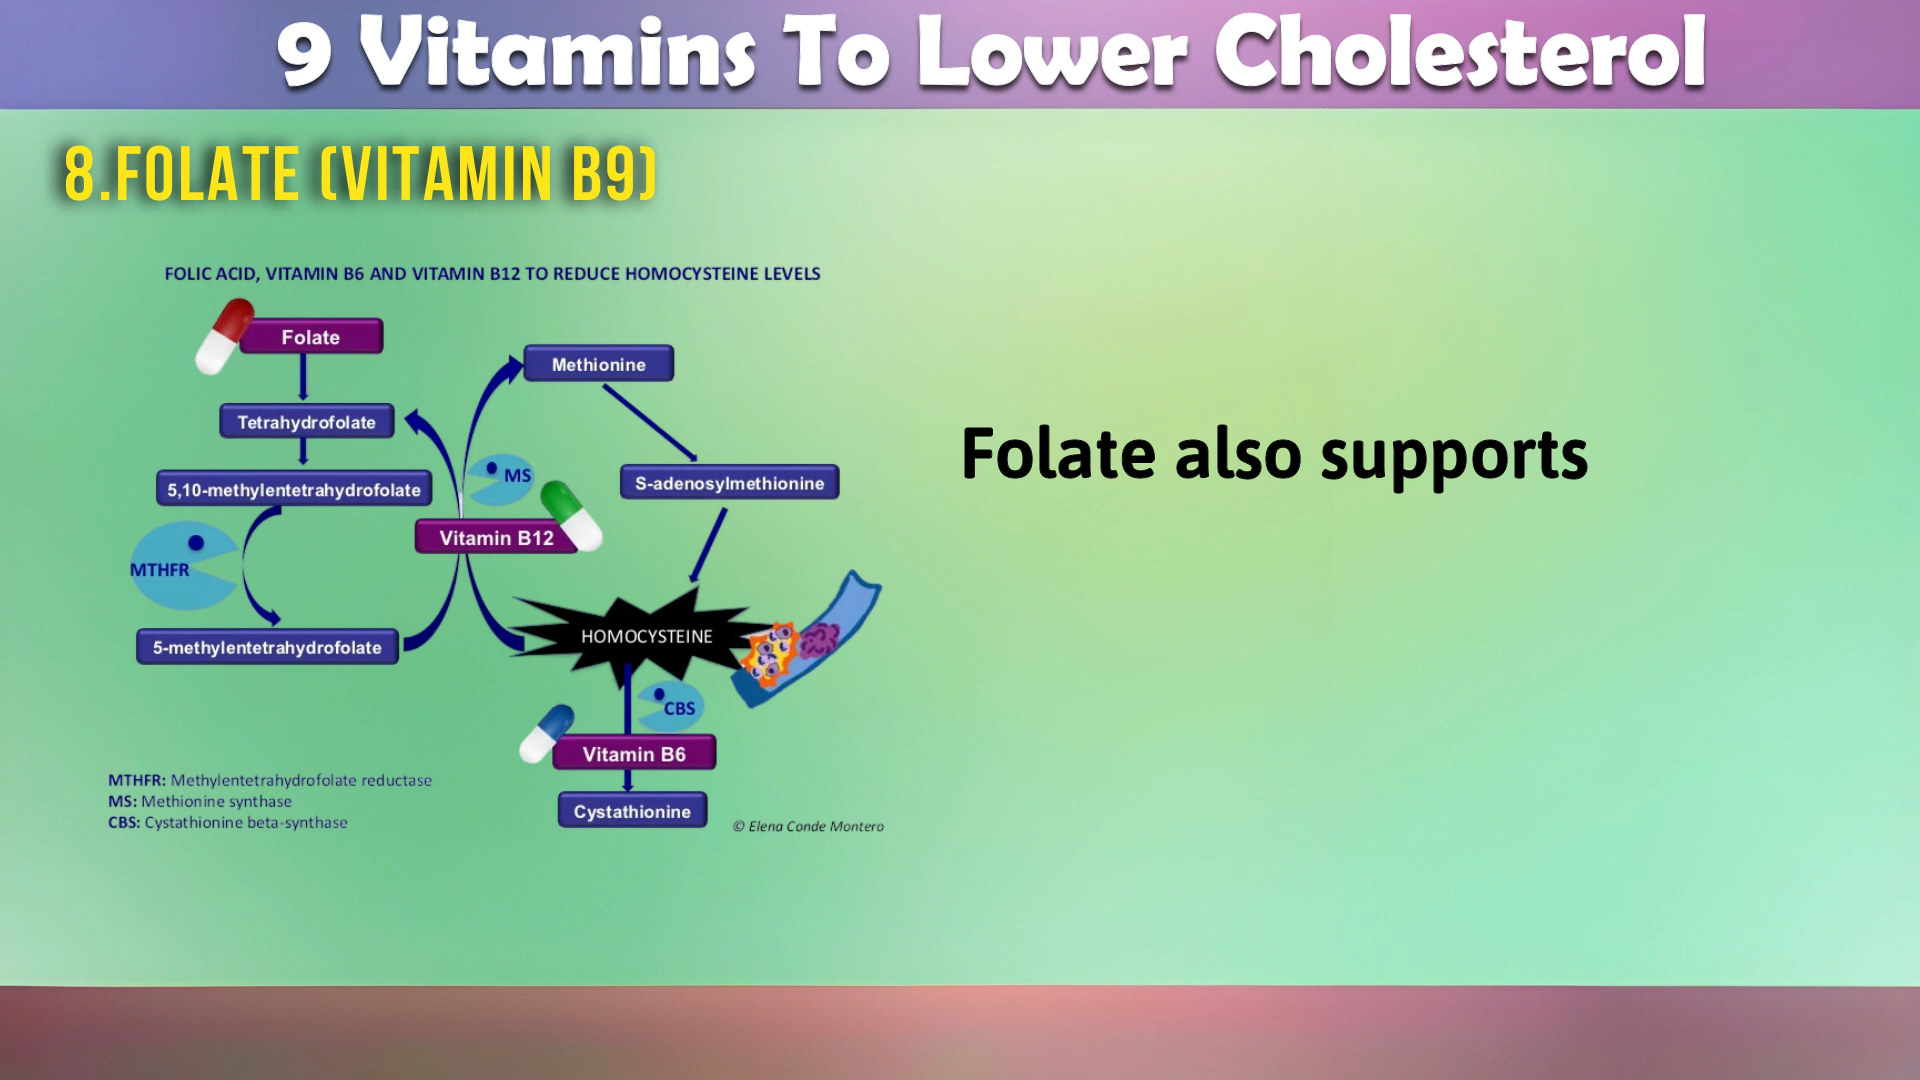 9 Vitamins To Lower Cholesterol
8.FOLATE (VITAMIN B9)
FOLIC ACID, VITAMIN B6 AND VITAMIN B12 TO REDUCE HOMOCYSTEINE LEVELS
Folate
Methionine
Tetrahydrofolate
MS
S-adenosylmethionine
5,10-methylentetrahydrofolate
Vitamin B12
MTHFR
HOMOCYSTEINE
5-methylentetrahydrofolate
CBS
Vitamin B6
Cystathionine
MTHFR: Methylentetrahydrofolate reductase
MS: Methionine synthase
CBS: Cystathionine beta-synthase
© Elena Conde Montero
Folate also supports